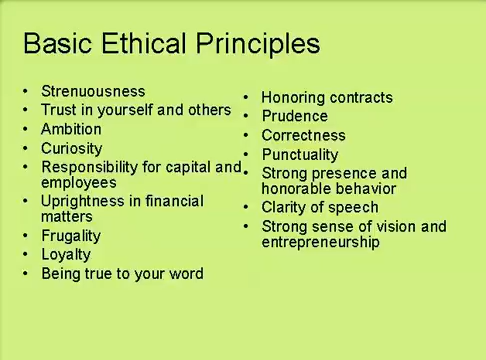 Basic Ethical Principles
• Strenuousness
• Trust in yourself and others
• Ambition
• Curiosity
• Responsibility for capital and
employees
• Uprightness in financial
matters
• Frugality
• Loyalty
• Being true to your word
• Honoring contracts
• Prudence
• Correctness
• Punctuality
• Strong presence and
honorable behavior
• Clarity of speech
• Strong sense of vision and
entrepreneurship